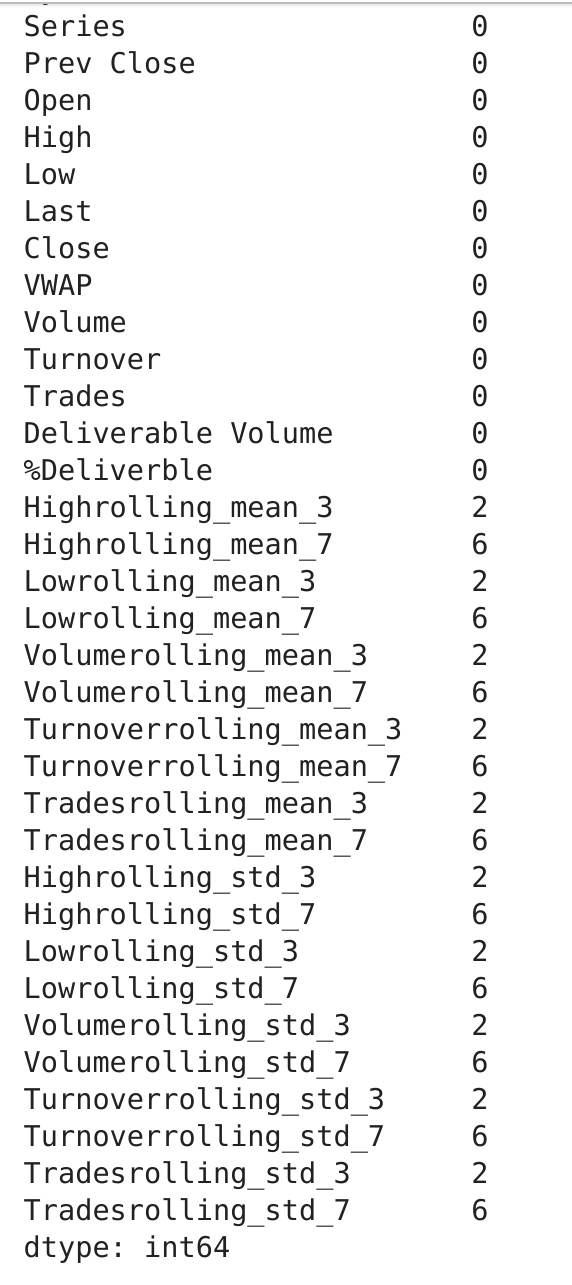 Series 0
Prev Close 0
Open 0
High 0
Low 0
Last 0
Close 0
VWAP 0
Volume 0
Turnover 0
Trades 0
Deliverable Volume 0
%Deliverble 0
Highrolling_mean_3 2
Highrolling_mean_7 6
Lowrolling_mean_3 2
Lowrolling_mean_7 6
Volumerolling_mean_3 2
Volumerolling_mean_7 6
Turnoverrolling_mean_3 2
Turnoverrolling_mean_7 6
Tradesrolling_mean_3 2
Tradesrolling_mean_7 6
Highrolling_std_3 2
Highrolling_std_7 6
Lowrolling_std_3 2
Lowrolling_std_7 6
Volumerolling_std_3 2
Volumerolling_std_7 6
Turnoverrolling_std_3 2
Turnoverrolling_std_7 6
Tradesrolling_std_3 2
Tradesrolling_std_7 6
dtype: int64